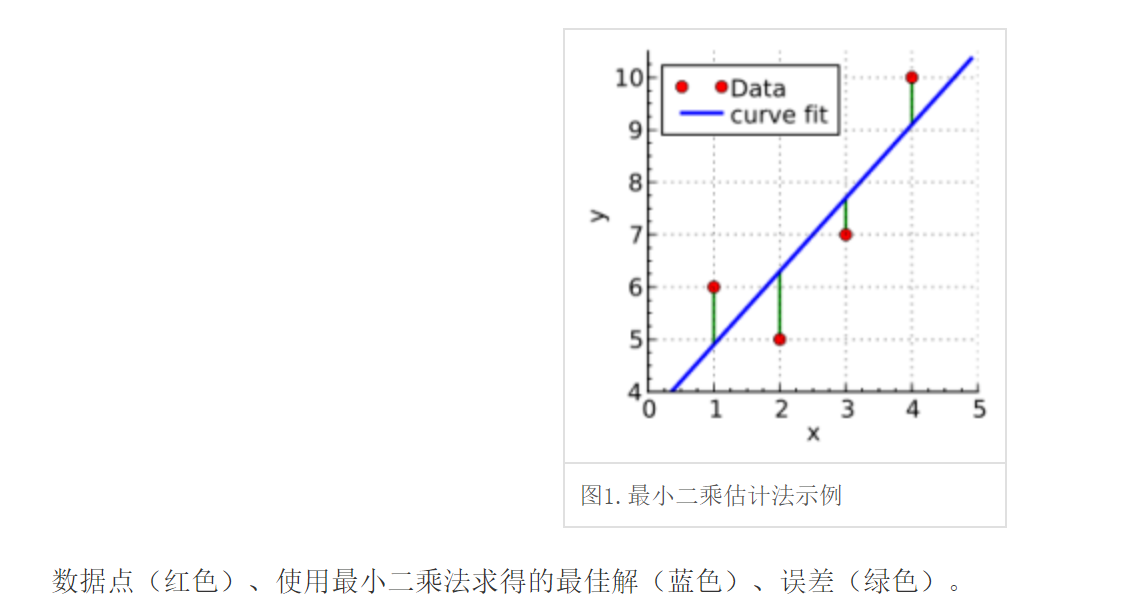 10
Data
curve fit
9
8
y
7
6
5
4
0 1 2 3 4 5
x
图1. 最小二乘估计法示例
数据点（红色）、使用最小二乘法求得的最佳解（蓝色）、误差（绿色）。